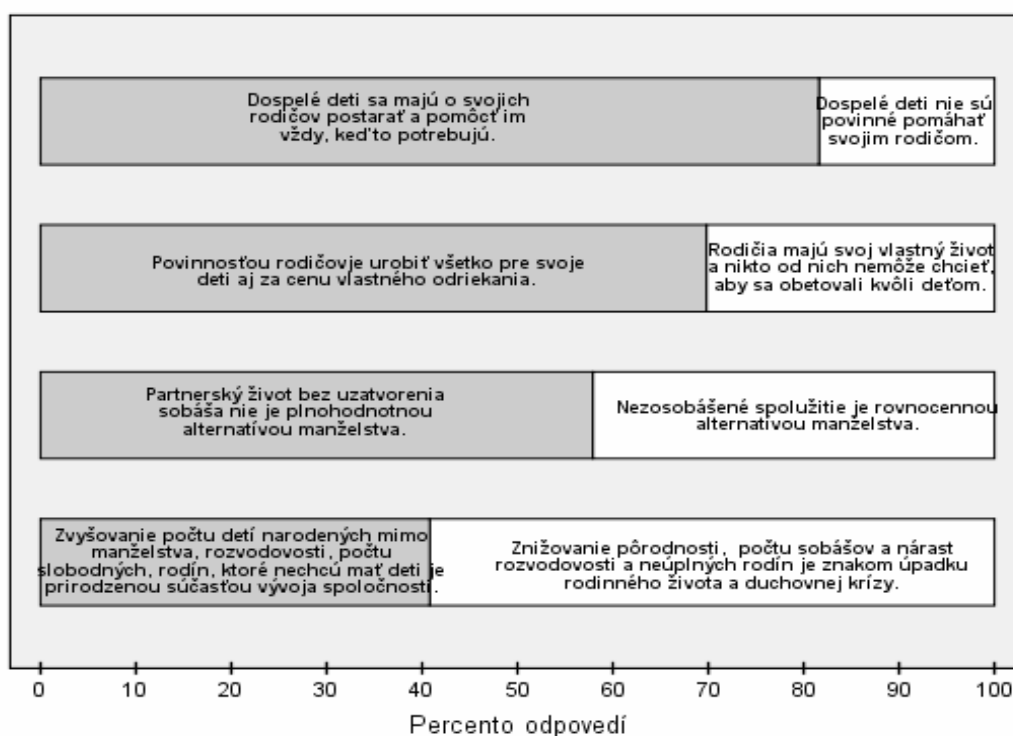 Dospelé deti sa majú o svojich
rodičov postarať a pomôcť im
vždy, keď to potrebujú.
Dospelé deti nie sú
povinné pomáhať
svojim rodičom.
Povinnosťou rodičovje urobiť všetko pre svoje
deti aj za cenu vlastného odriekania.
Rodičia majú svoj vlastný život
a nikto od nich nemôže chcieť,
aby sa obetovali kvôli deťom.
Partnerský život bez uzatvorenia
sobáša nie je plnohodnotnou
alternatívou manželstva.
Nezosobášené spolužitie je rovnocennou
alternatívou manželstva.
Zvyšovanie počtu detí narodených mimo
manželstva, rozvodovosti, počtu
slobodných, rodín, ktoré nechcú mať deti je
prirodzenou súčasťou vývoja spoločnosti.
Znižovanie pôrodnosti, počtu sobášov a nárast
rozvodovosti a neúplných rodín je znakom úpadku
rodinného života a duchovnej krízy.
0 10 20 30 40 50 60 70 80 90 100
Percento odpovedí